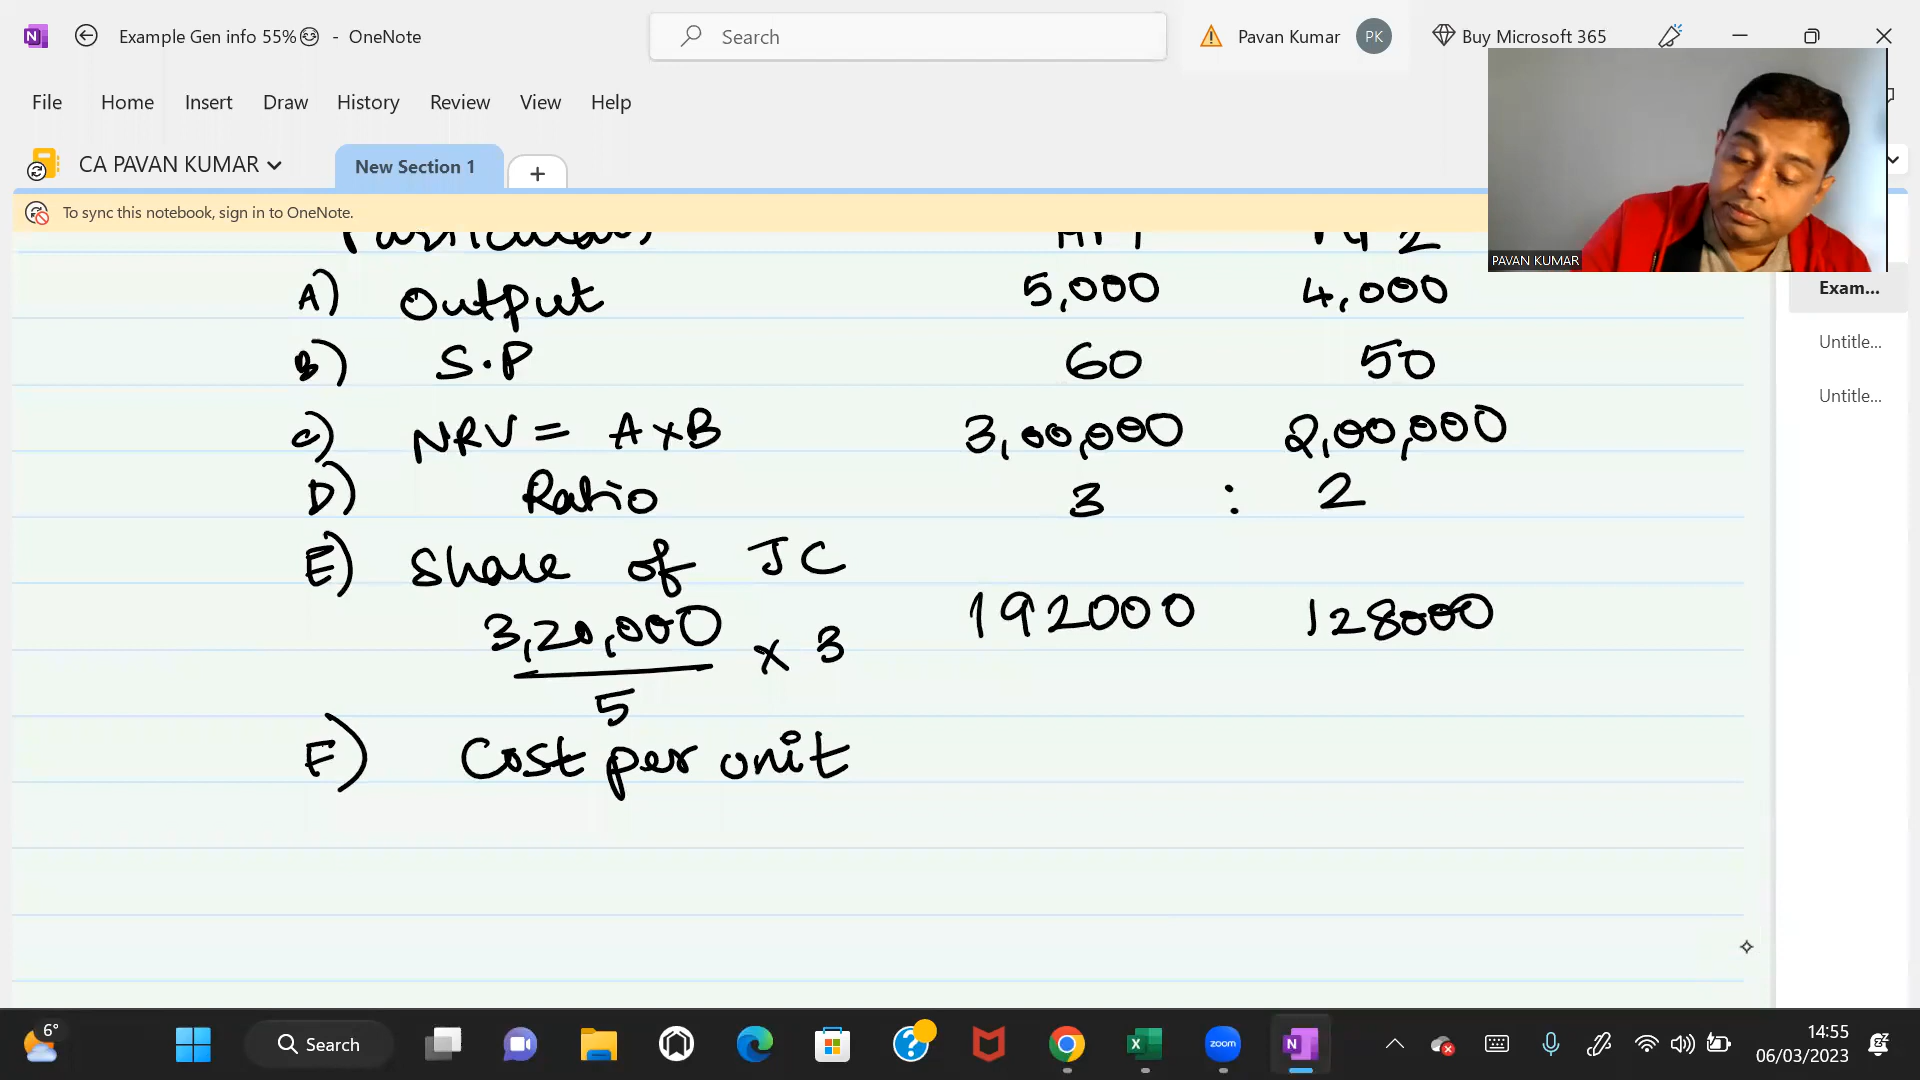 Example Gen info 55% - OneNote
Search
Pavan Kumar PK
Buy Microsoft 365
File Home Insert Draw History Review View Help
CA PAVAN KUMAR
New Section 1 +
To sync this notebook, sign in to OneNote.
PAVAN KUMAR
Exam...
Untitle...
Untitle...
Particulars
A) Output 5,000 4,000
B) S.P 60 50
C) NRV = A×B 3,00,000 2,00,000
D) Ratio 3 : 2
E) Share of JC
3,20,000 × 3 192000 128000
5
F) Cost per unit
6°
Search
zoom
14:55
06/03/2023